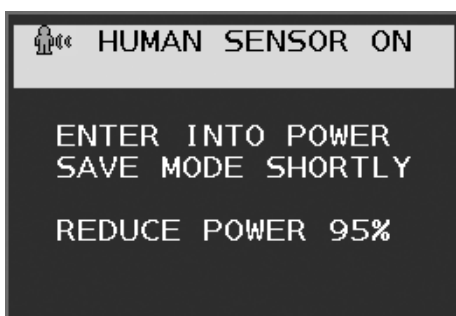 HUMAN SENSOR ON
ENTER INTO POWER
SAVE MODE SHORTLY
REDUCE POWER 95%